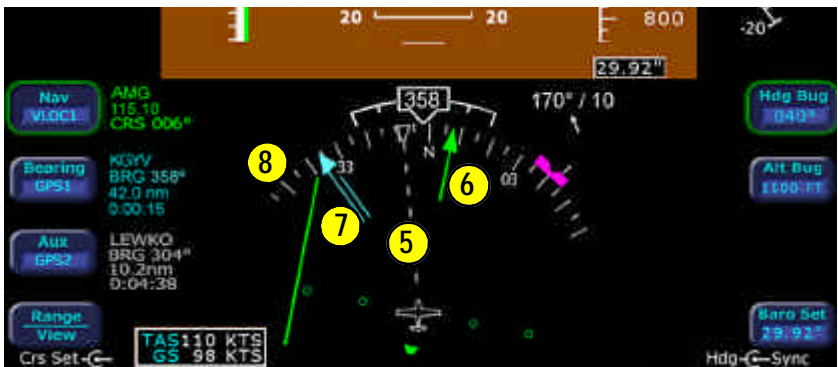 20 20
800
-20
29.92"
Nav
VLOC1
AMG
115.10
CRS 006°
358
170° / 10
Hdg Bug
040°
8
33
N
03
6
Bearing
GPS1
KGYV
BRG 358°
42.0 nm
0:00:15
Alt Bug
1600 FT
7
5
Aux
GPS2
LEWKO
BRG 304°
10.2nm
0:04:38
Range
View
TAS110 KTS
GS 98 KTS
Baro Set
29.92"
Crs Set
Hdg Sync